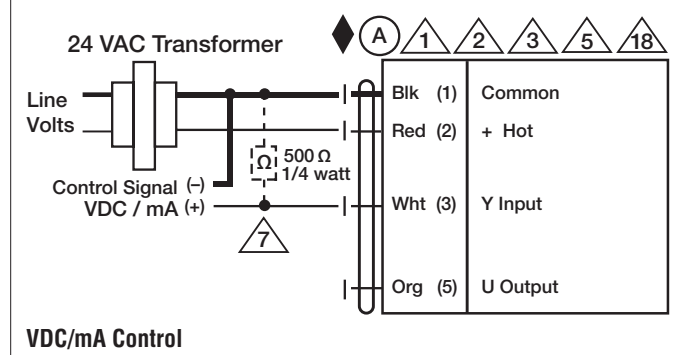 24 VAC Transformer
A 1 2 3 5 18
Line
Volts
Blk (1) Common
Red (2) + Hot
Ω 500 Ω
1/4 watt
Control Signal (–)
VDC / mA (+)
Wht (3) Y Input
7
Org (5) U Output
VDC/mA Control